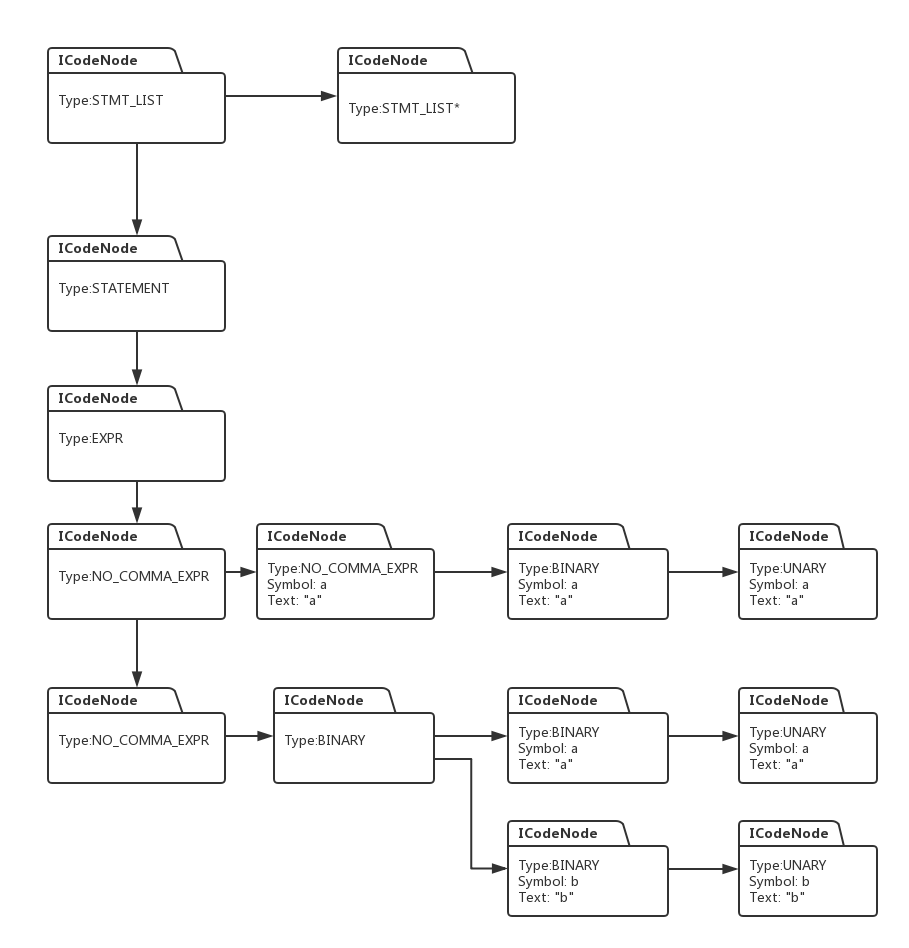 ICodeNode
Type:STMT_LIST
ICodeNode
Type:STMT_LIST*
ICodeNode
Type:STATEMENT
ICodeNode
Type:EXPR
ICodeNode
Type:NO_COMMA_EXPR
ICodeNode
Type:NO_COMMA_EXPR
Symbol: a
Text: "a"
ICodeNode
Type:BINARY
Symbol: a
Text: "a"
ICodeNode
Type:UNARY
Symbol: a
Text: "a"
ICodeNode
Type:NO_COMMA_EXPR
ICodeNode
Type:BINARY
ICodeNode
Type:BINARY
Symbol: a
Text: "a"
ICodeNode
Type:UNARY
Symbol: a
Text: "a"
ICodeNode
Type:BINARY
Symbol: b
Text: "b"
ICodeNode
Type:UNARY
Symbol: b
Text: "b"